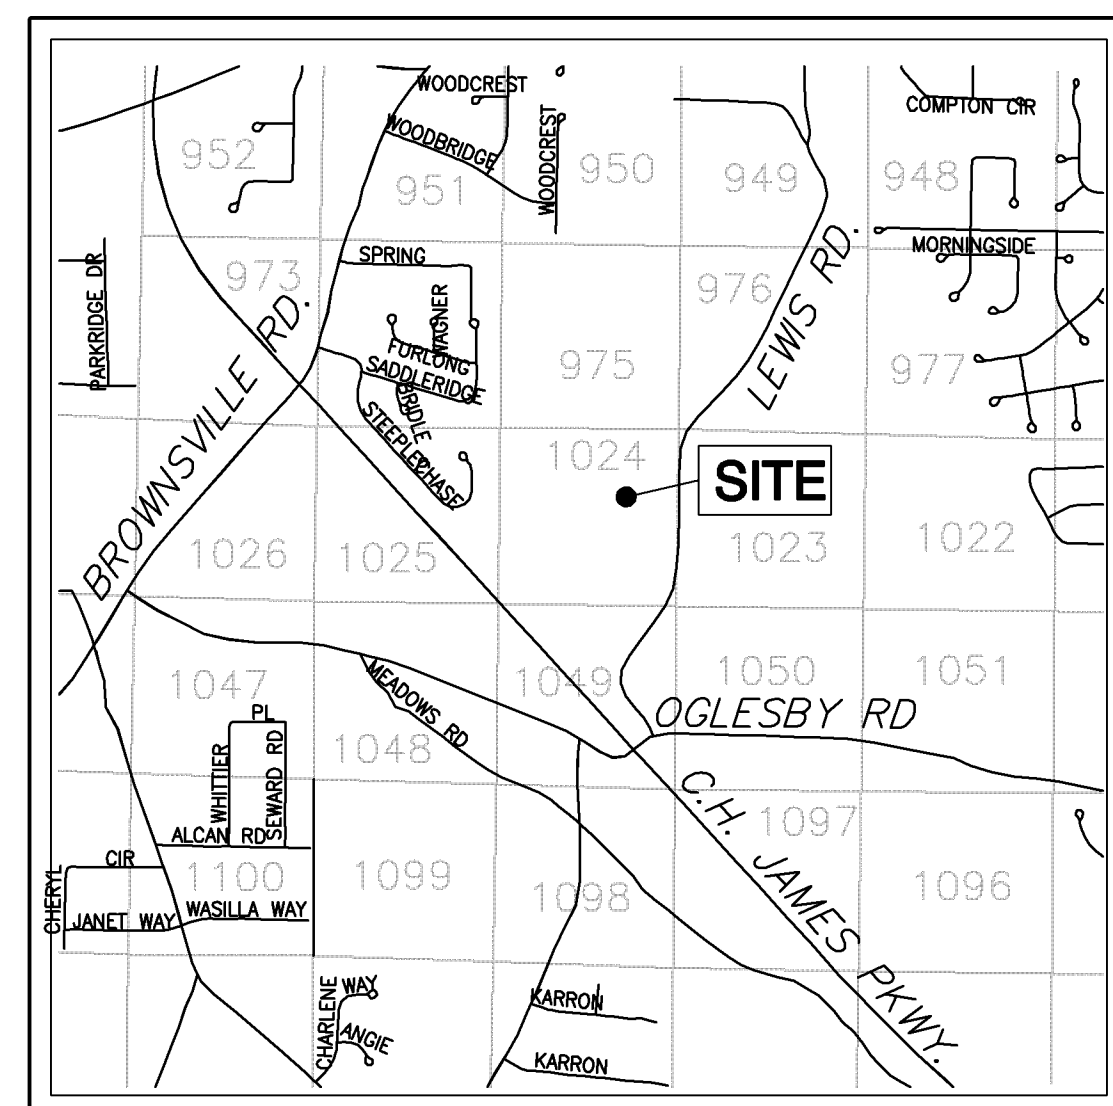 WOODCREST
COMPTON CIR
WOODBRIDGE
WOODCREST
952
951
950
949
948
SPRING
MORNINGSIDE
PARKRIDGE DR
973
WAGNER
976
LEWIS RD.
FURLONG
SADDLERIDGE
975
977
BRIDLE
STEEPLECHASE
BROWNSVILLE RD.
1024
SITE
1026
1025
1023
1022
1047
1049
1050
1051
MEADOWS RD
OGLESBY RD
PL
WHITTIER
SEWARD RD
1048
C.H. JAMES PKWY.
1097
ALCAN RD
CIR
CHERYL
1100
1099
1098
1096
JANET WAY
WASILLA WAY
CHARLENE WAY
ANGIE
KARRON
KARRON